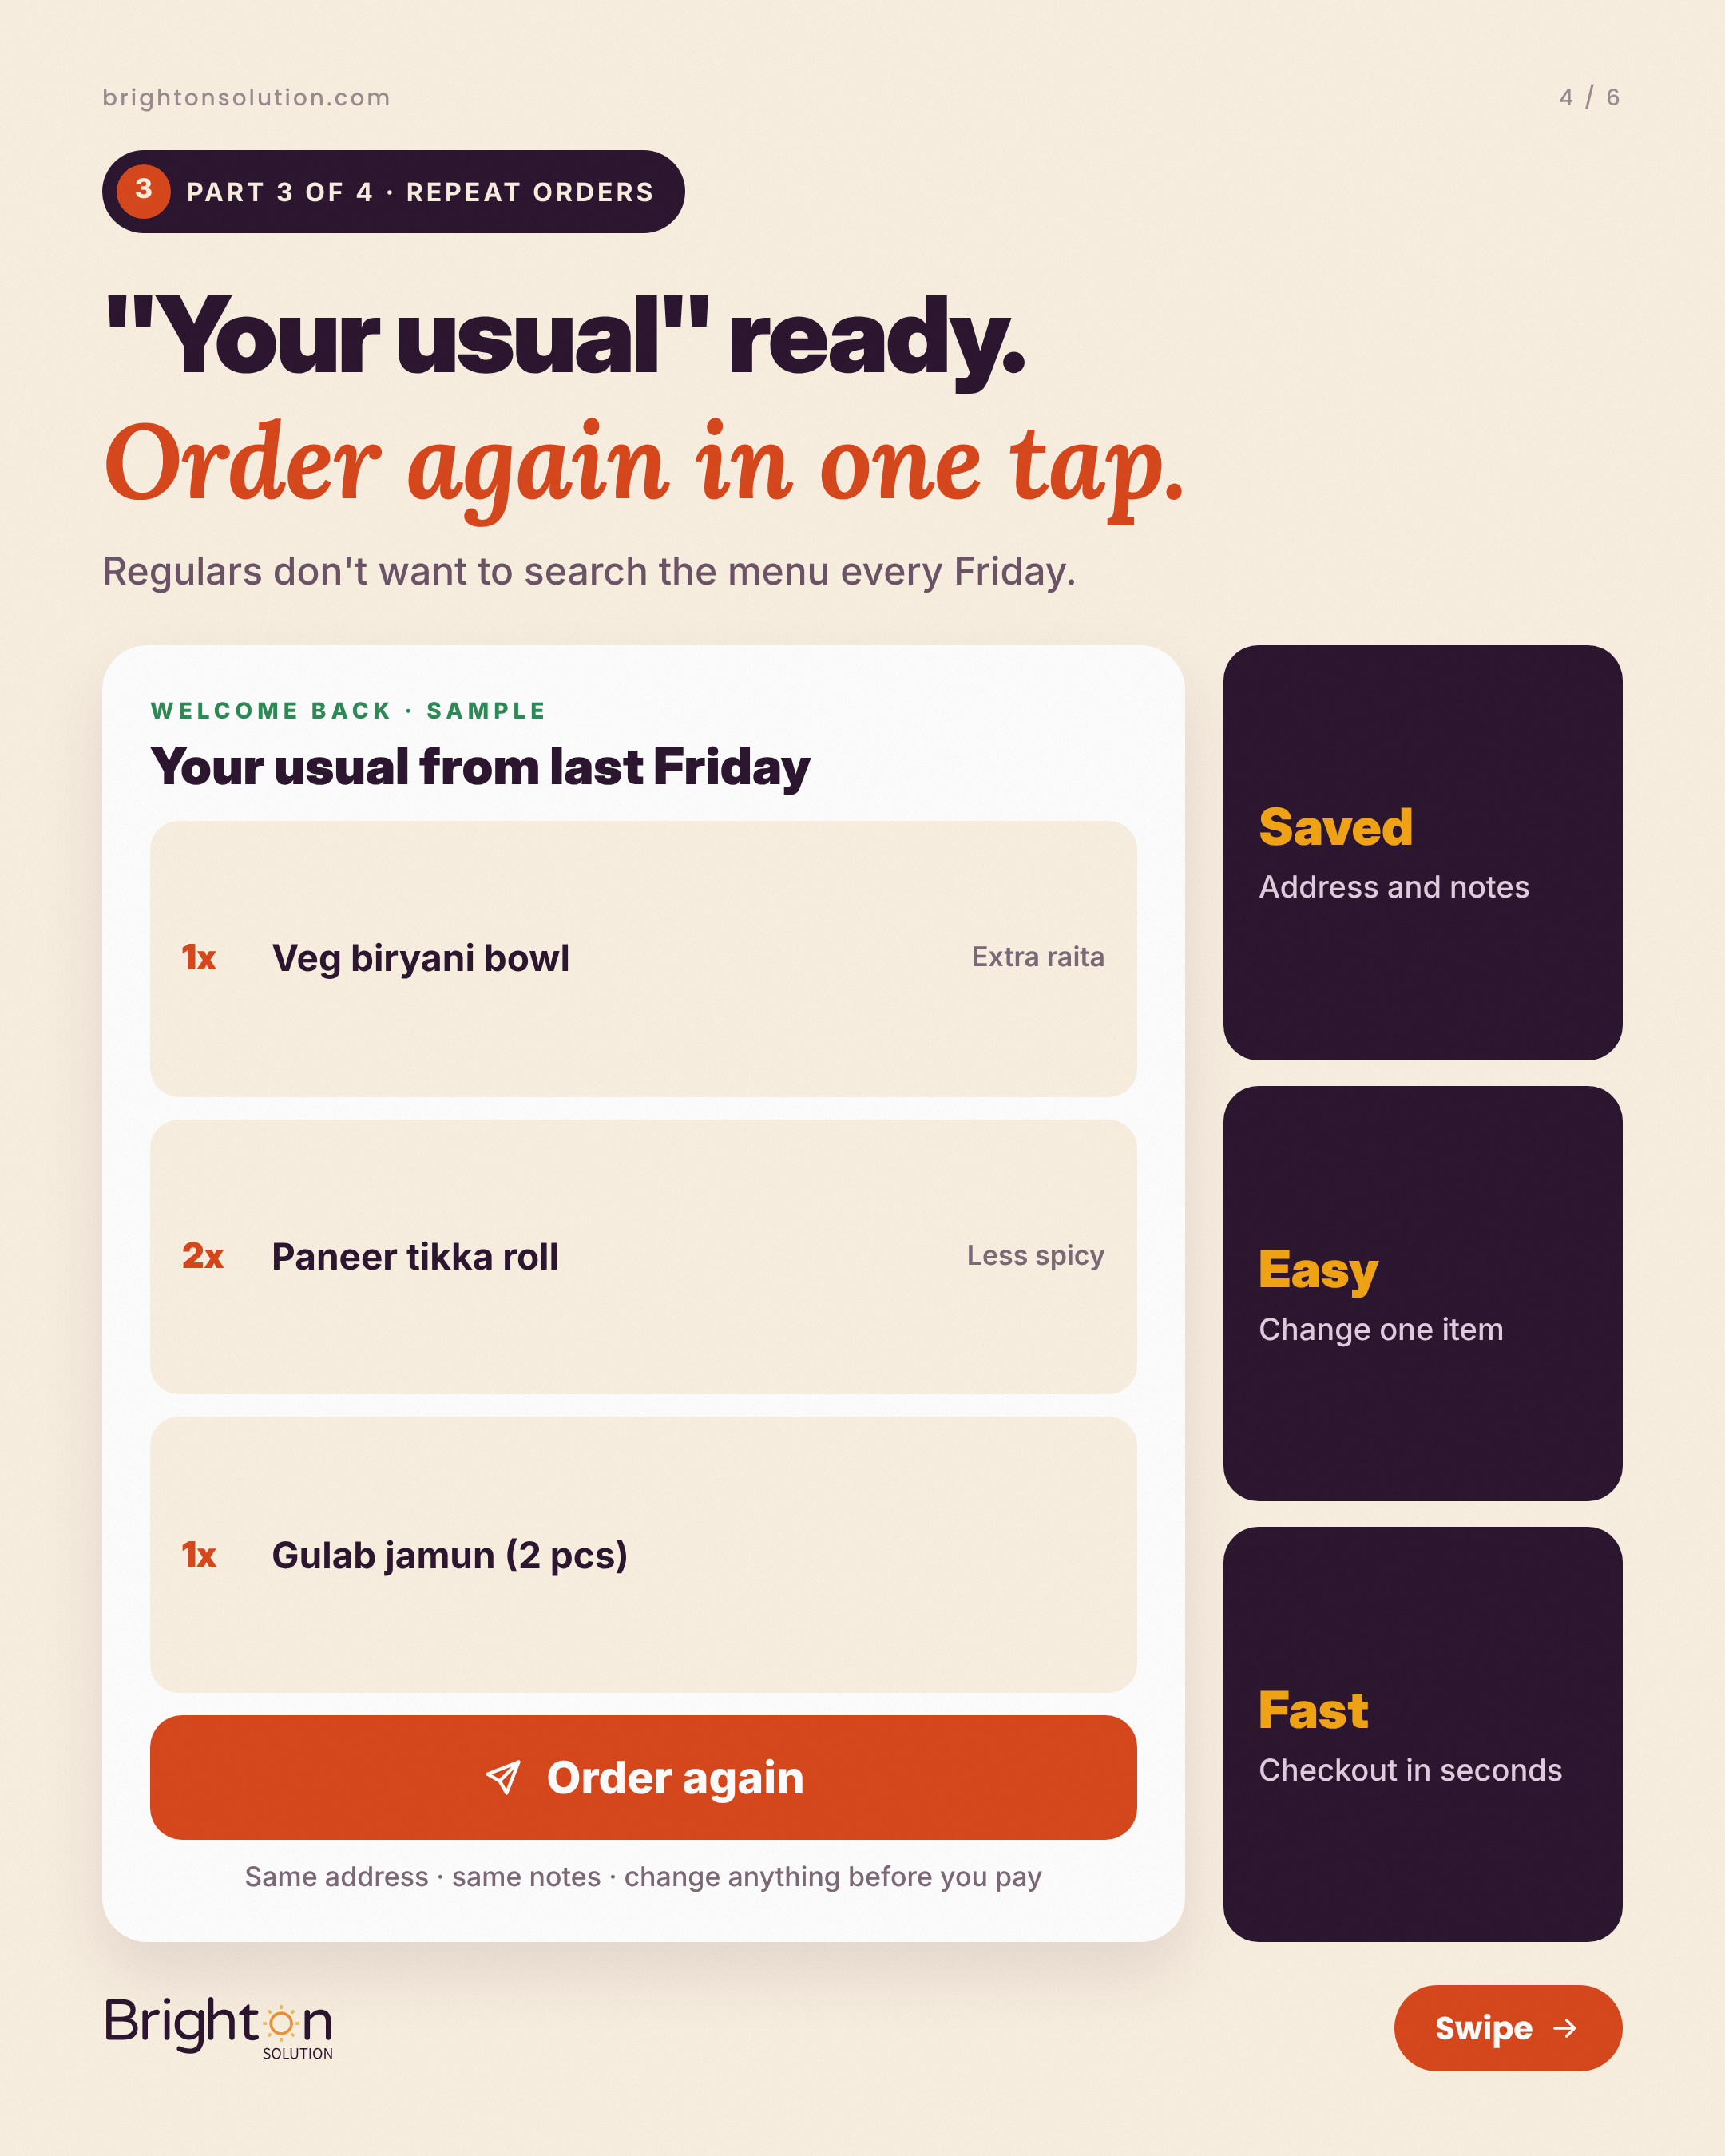 brightonsolution.com
4 / 6
3 PART 3 OF 4 · REPEAT ORDERS
"Your usual" ready.
Order again in one tap.
Regulars don't want to search the menu every Friday.
WELCOME BACK · SAMPLE
Your usual from last Friday
1x Veg biryani bowl Extra raita
2x Paneer tikka roll Less spicy
1x Gulab jamun (2 pcs)
Order again
Same address · same notes · change anything before you pay
Saved
Address and notes
Easy
Change one item
Fast
Checkout in seconds
Brighton
SOLUTION
Swipe →